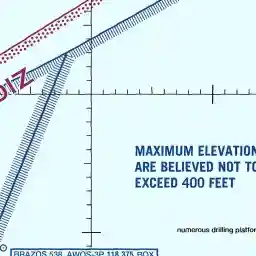 DIZ
MAXIMUM ELEVATION
ARE BELIEVED NOT TO
EXCEED 400 FEET
numerous drilling platfor
BRAZOS 538 AWOS-3P 118.375 BOX